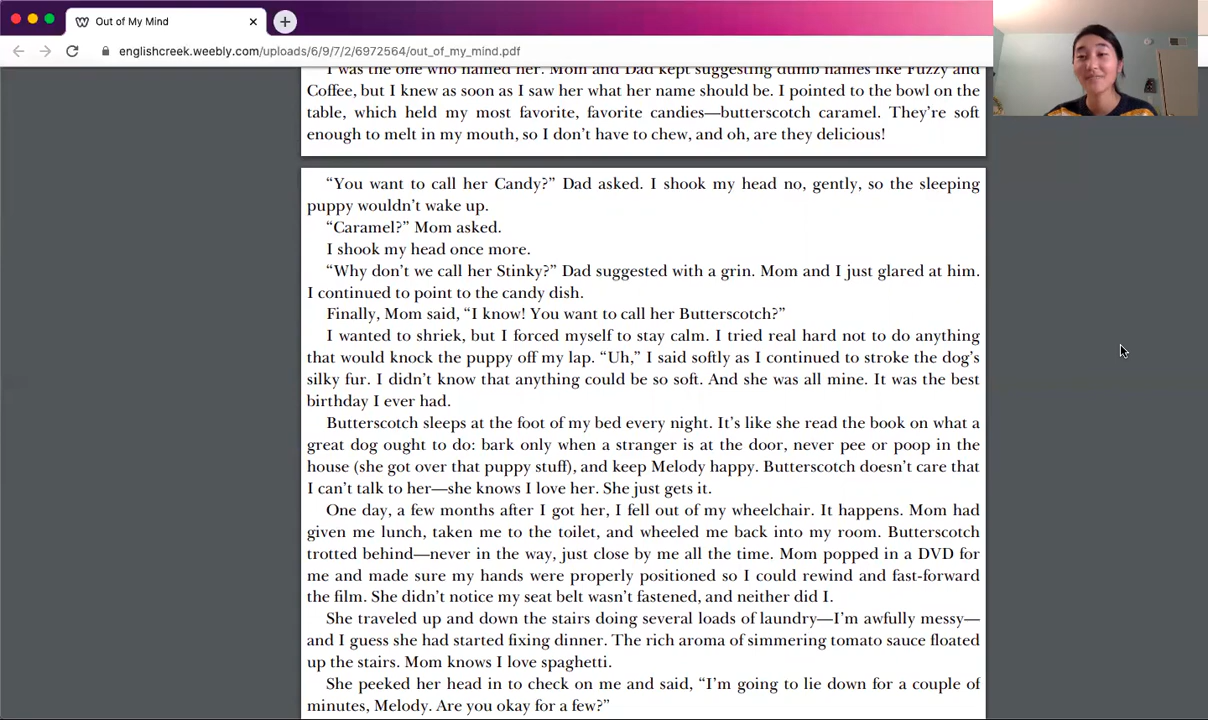 Out of My Mind
englishcreek.weebly.com/uploads/6/9/7/2/6972564/out_of_my_mind.pdf
I was the one who named her. Mom and Dad kept suggesting dumb names like Fuzzy and
Coffee, but I knew as soon as I saw her what her name should be. I pointed to the bowl on the
table, which held my most favorite, favorite candies—butterscotch caramel. They’re soft
enough to melt in my mouth, so I don’t have to chew, and oh, are they delicious!
“You want to call her Candy?” Dad asked. I shook my head no, gently, so the sleeping
puppy wouldn’t wake up.
“Caramel?” Mom asked.
I shook my head once more.
“Why don’t we call her Stinky?” Dad suggested with a grin. Mom and I just glared at him.
I continued to point to the candy dish.
Finally, Mom said, “I know! You want to call her Butterscotch?”
I wanted to shriek, but I forced myself to stay calm. I tried real hard not to do anything
that would knock the puppy off my lap. “Uh,” I said softly as I continued to stroke the dog’s
silky fur. I didn’t know that anything could be so soft. And she was all mine. It was the best
birthday I ever had.
Butterscotch sleeps at the foot of my bed every night. It’s like she read the book on what a
great dog ought to do: bark only when a stranger is at the door, never pee or poop in the
house (she got over that puppy stuff), and keep Melody happy. Butterscotch doesn’t care that
I can’t talk to her—she knows I love her. She just gets it.
One day, a few months after I got her, I fell out of my wheelchair. It happens. Mom had
given me lunch, taken me to the toilet, and wheeled me back into my room. Butterscotch
trotted behind—never in the way, just close by me all the time. Mom popped in a DVD for
me and made sure my hands were properly positioned so I could rewind and fast-forward
the film. She didn’t notice my seat belt wasn’t fastened, and neither did I.
She traveled up and down the stairs doing several loads of laundry—I’m awfully messy—
and I guess she had started fixing dinner. The rich aroma of simmering tomato sauce floated
up the stairs. Mom knows I love spaghetti.
She peeked her head in to check on me and said, “I’m going to lie down for a couple of
minutes, Melody. Are you okay for a few?”